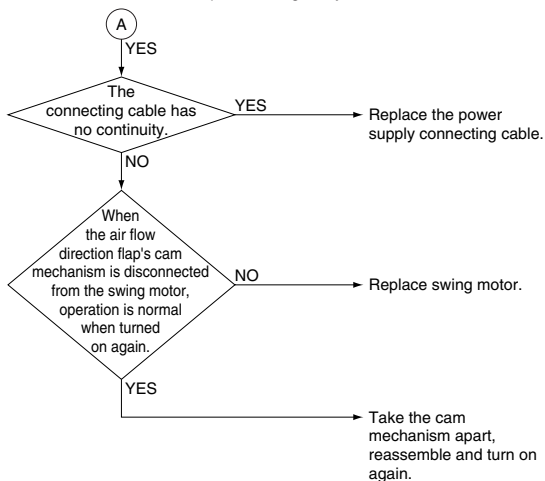 A
YES
The
connecting cable has
no continuity.
YES
Replace the power
supply connecting cable.
NO
When
the air flow
direction flap's cam
mechanism is disconnected
from the swing motor,
operation is normal
when turned
on again.
NO
Replace swing motor.
YES
Take the cam
mechanism apart,
reassemble and turn on
again.